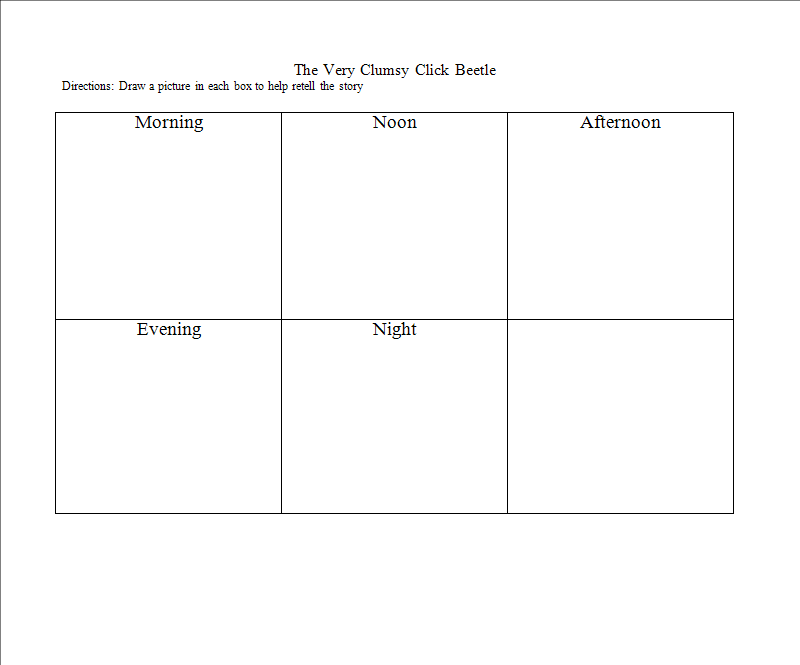 The Very Clumsy Click Beetle
Directions: Draw a picture in each box to help retell the story
Morning
Noon
Afternoon
Evening
Night